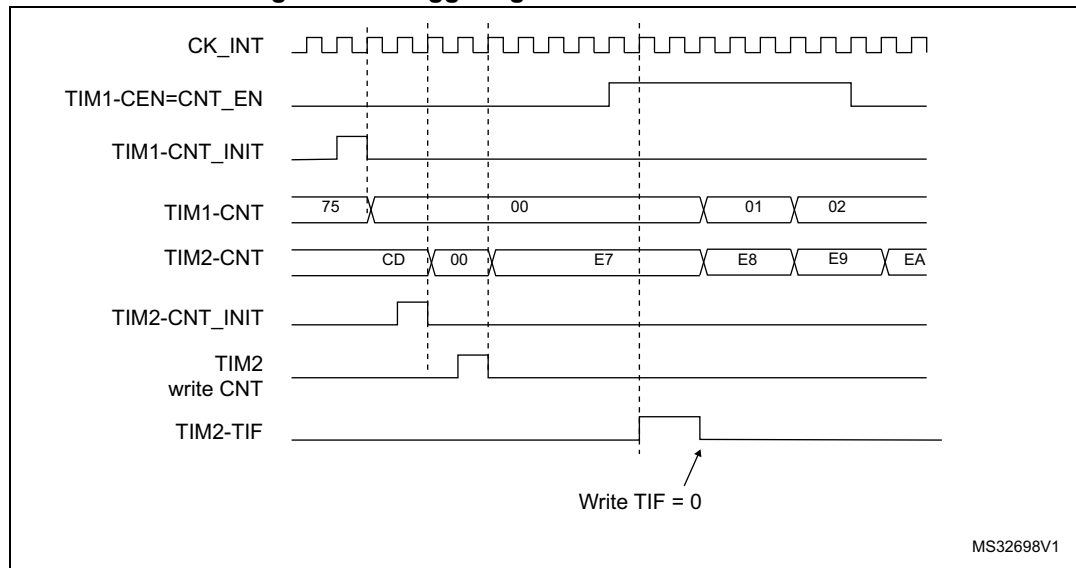 CK_INT
TIM1-CEN=CNT_EN
TIM1-CNT_INIT
TIM1-CNT 75 00 01 02
TIM2-CNT CD 00 E7 E8 E9 EA
TIM2-CNT_INIT
TIM2
write CNT
TIM2-TIF
Write TIF = 0
MS32698V1